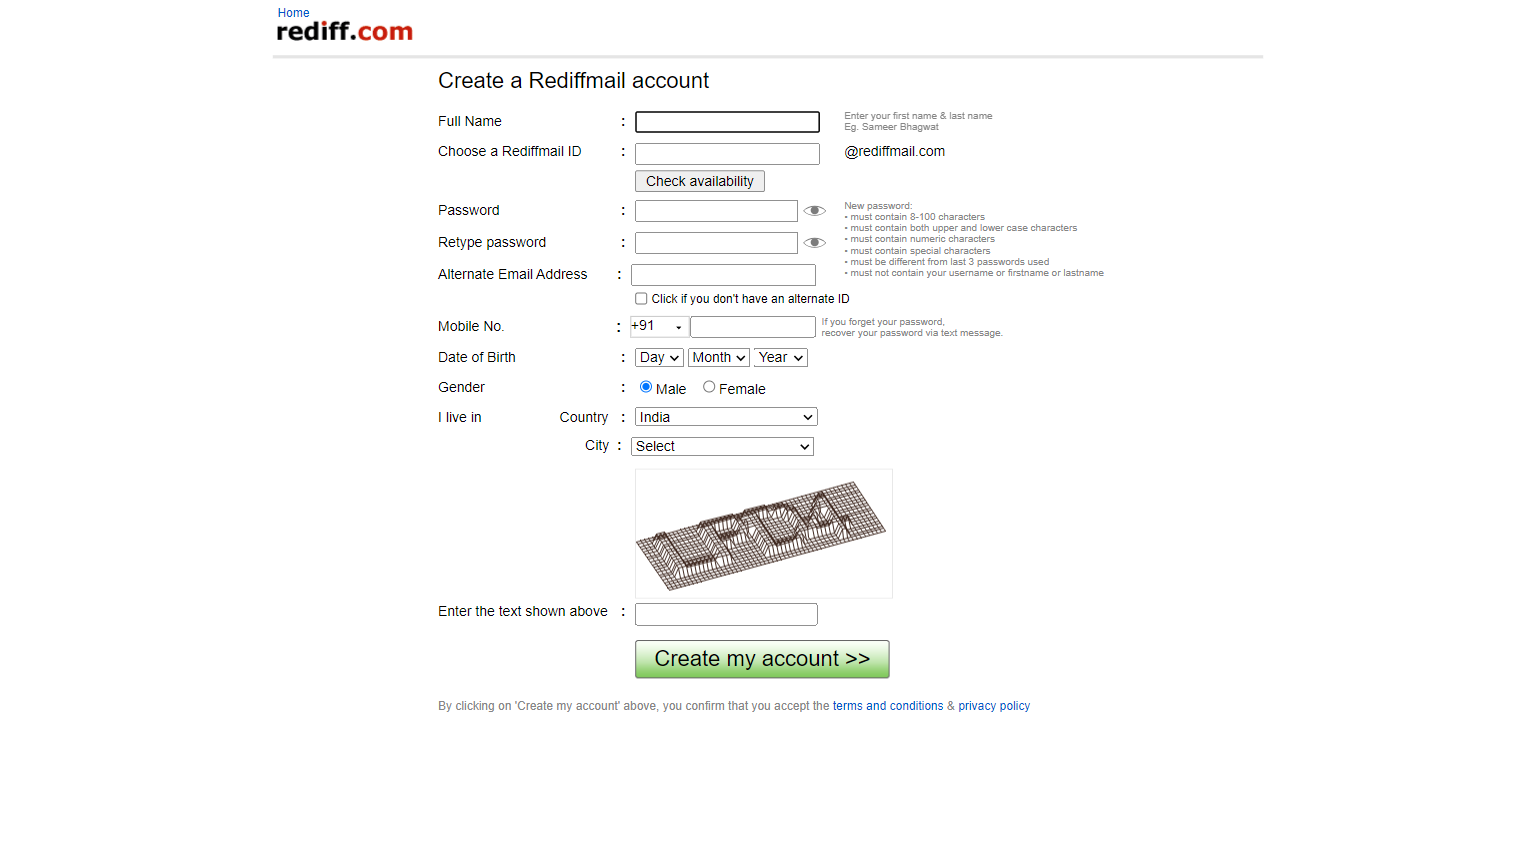 Home
rediff.com
Create a Rediffmail account
Full Name :
Enter your first name & last name
Eg. Sameer Bhagwat
Choose a Rediffmail ID : @rediffmail.com
Check availability
Password :
Retype password :
New password:
• must contain 8-100 characters
• must contain both upper and lower case characters
• must contain numeric characters
• must contain special characters
• must be different from last 3 passwords used
• must not contain your username or firstname or lastname
Alternate Email Address :
Click if you don't have an alternate ID
Mobile No. : +91
If you forget your password,
recover your password via text message.
Date of Birth : Day Month Year
Gender : Male Female
I live in Country : India
City : Select
Enter the text shown above :
Create my account >>
By clicking on 'Create my account' above, you confirm that you accept the terms and conditions & privacy policy